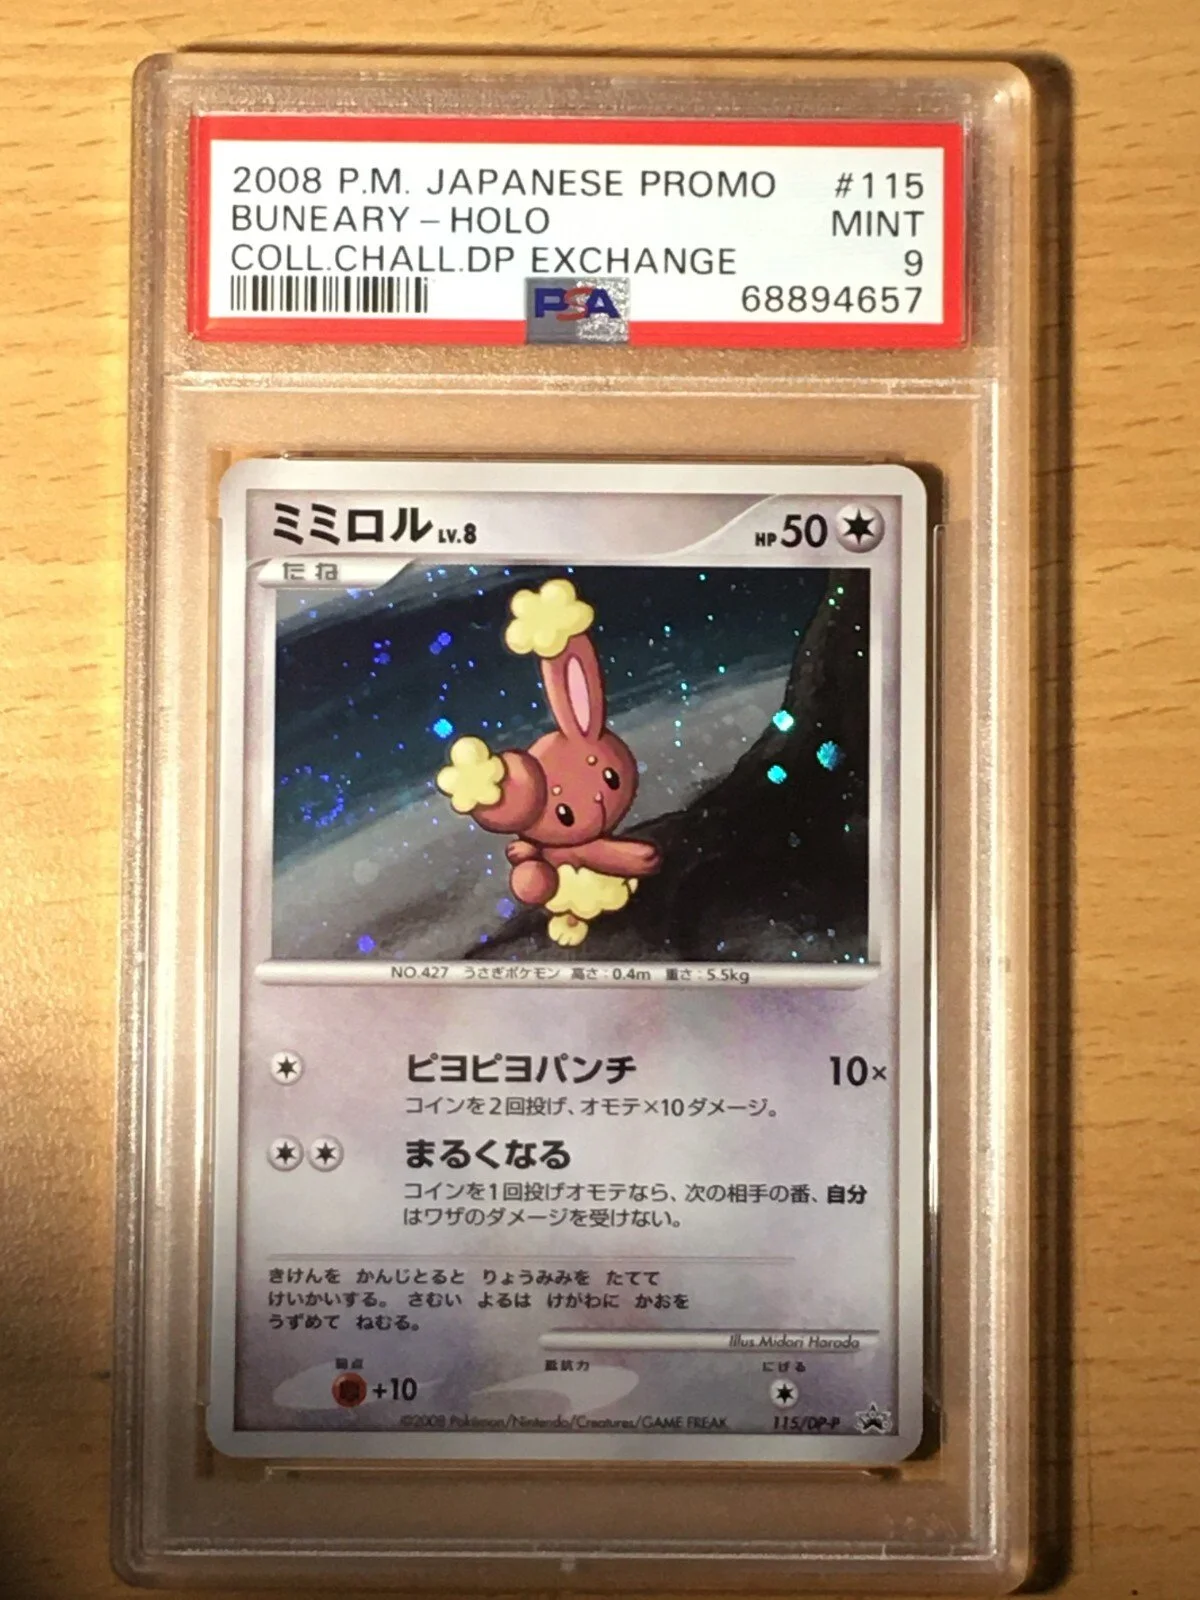 2008 P.M. JAPANESE PROMO #115
BUNEARY - HOLO MINT
COLL.CHALL.DP EXCHANGE 9
PSA 68894657
ミミロル LV.8 HP 50
たね
NO.427 うさぎポケモン 高さ:0.4m 重さ:5.5kg
ピヨピヨパンチ 10×
コインを2回投げ、オモテ×10ダメージ。
まるくなる
コインを1回投げオモテなら、次の相手の番、自分
はワザのダメージを受けない。
きけんを かんじとると りょうみみを たてて
けいかいする。 さむい よるは けがわに かおを
うずめて ねむる。
Illus.Midori Harada
弱点 抵抗力 にげる
+10
©2008 Pokémon/Nintendo/Creatures/GAME FREAK. 115/DP-P